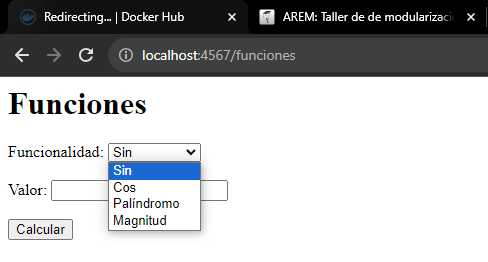 Redirecting... | Docker Hub
AREM: Taller de de modularizaci
localhost:4567/funciones
Funciones
Funcionalidad: Sin
Sin
Cos
Palíndromo
Magnitud
Valor:
Calcular